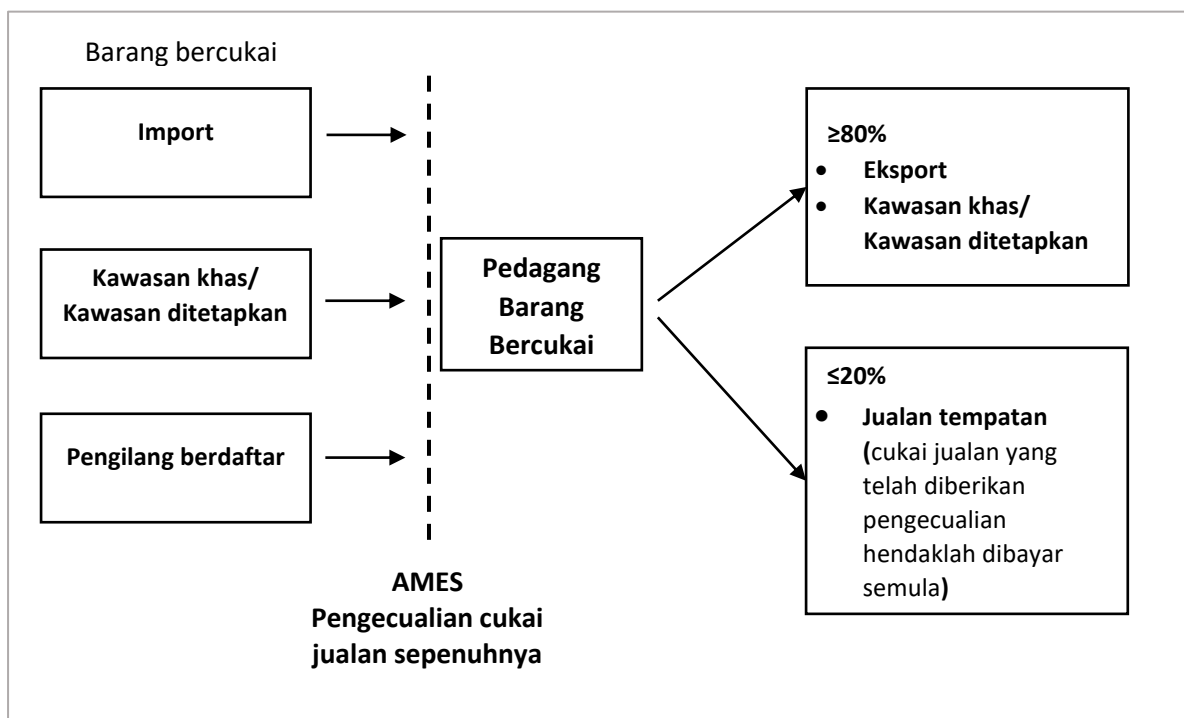 Barang bercukai
Import
Kawasan khas/
Kawasan ditetapkan
Pengilang berdaftar
AMES
Pengecualian cukai
jualan sepenuhnya
Pedagang
Barang
Bercukai
≥80%
• Eksport
• Kawasan khas/
Kawasan ditetapkan
≤20%
• Jualan tempatan
(cukai jualan yang
telah diberikan
pengecualian
hendaklah dibayar
semula)